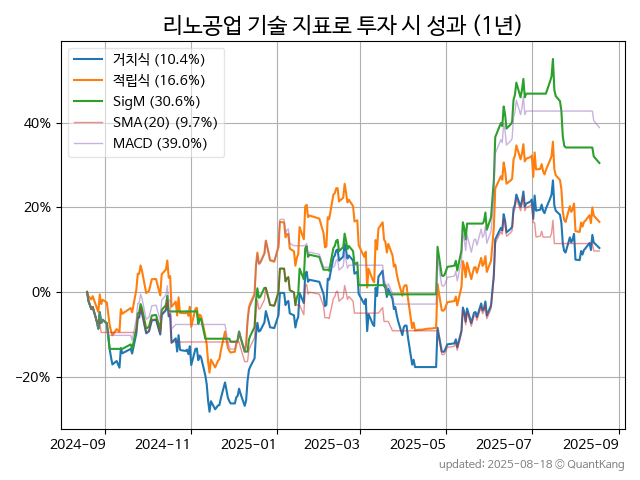 리노공업 기술 지표로 투자 시 성과 (1년)
거치식 (10.4%)
적립식 (16.6%)
SigM (30.6%)
SMA(20) (9.7%)
MACD (39.0%)
40%
20%
0%
−20%
2024-09 2024-11 2025-01 2025-03 2025-05 2025-07 2025-09
updated: 2025-08-18 © QuantKang